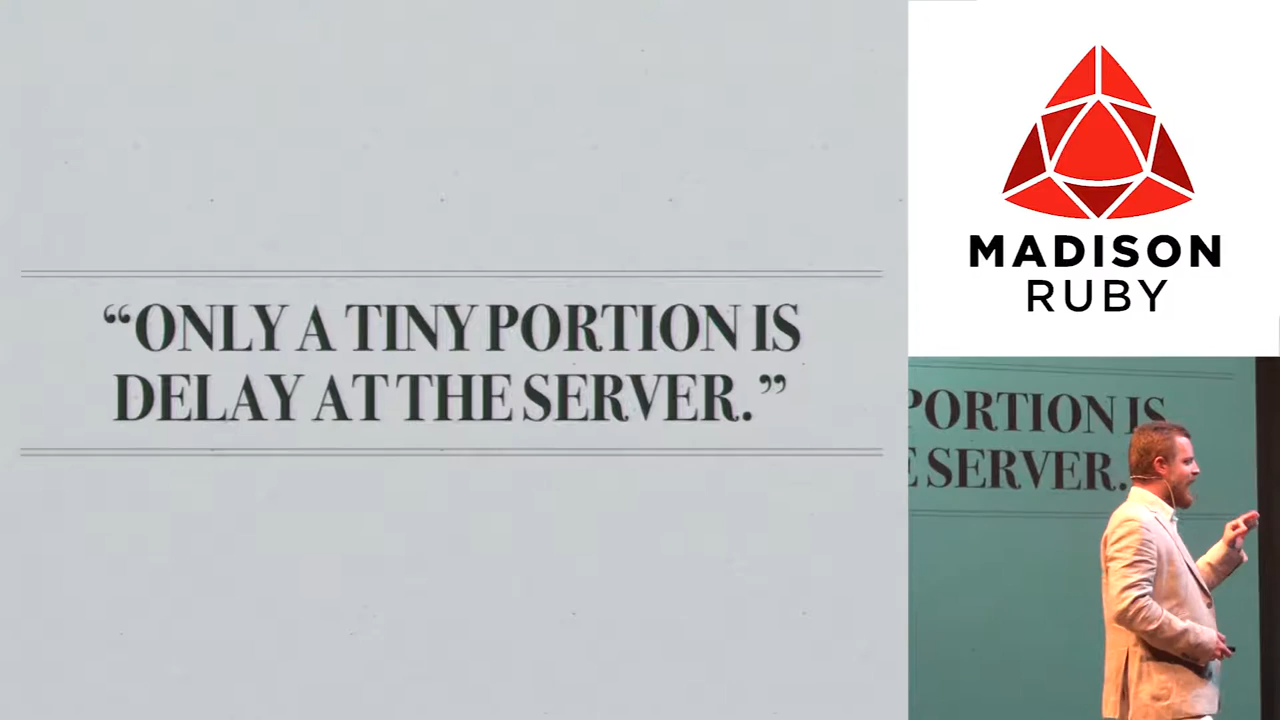 “ONLY A TINY PORTION IS
DELAY AT THE SERVER.”
MADISON
RUBY
PORTION IS
E SERVER.